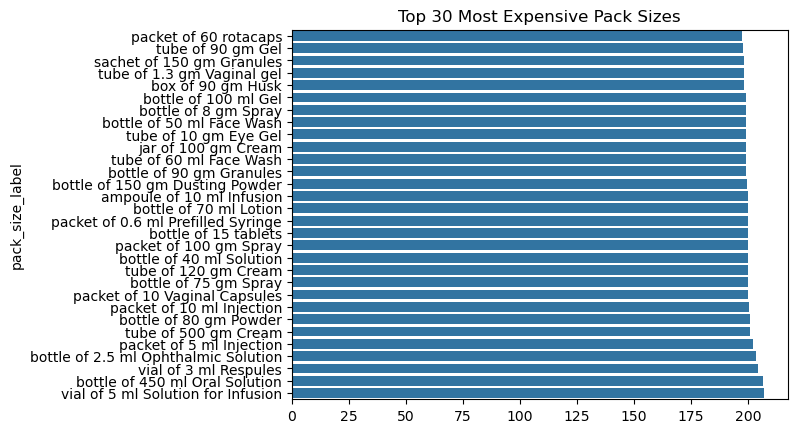 Top 30 Most Expensive Pack Sizes
pack_size_label
packet of 60 rotacaps
tube of 90 gm Gel
sachet of 150 gm Granules
tube of 1.3 gm Vaginal gel
box of 90 gm Husk
bottle of 100 ml Gel
bottle of 8 gm Spray
bottle of 50 ml Face Wash
tube of 10 gm Eye Gel
jar of 100 gm Cream
tube of 60 ml Face Wash
bottle of 90 gm Granules
bottle of 150 gm Dusting Powder
ampoule of 10 ml Infusion
bottle of 70 ml Lotion
packet of 0.6 ml Prefilled Syringe
bottle of 15 tablets
packet of 100 gm Spray
bottle of 40 ml Solution
tube of 120 gm Cream
bottle of 75 gm Spray
packet of 10 Vaginal Capsules
packet of 10 ml Injection
bottle of 80 gm Powder
tube of 500 gm Cream
packet of 5 ml Injection
bottle of 2.5 ml Ophthalmic Solution
vial of 3 ml Respules
bottle of 450 ml Oral Solution
vial of 5 ml Solution for Infusion
0 25 50 75 100 125 150 175 200